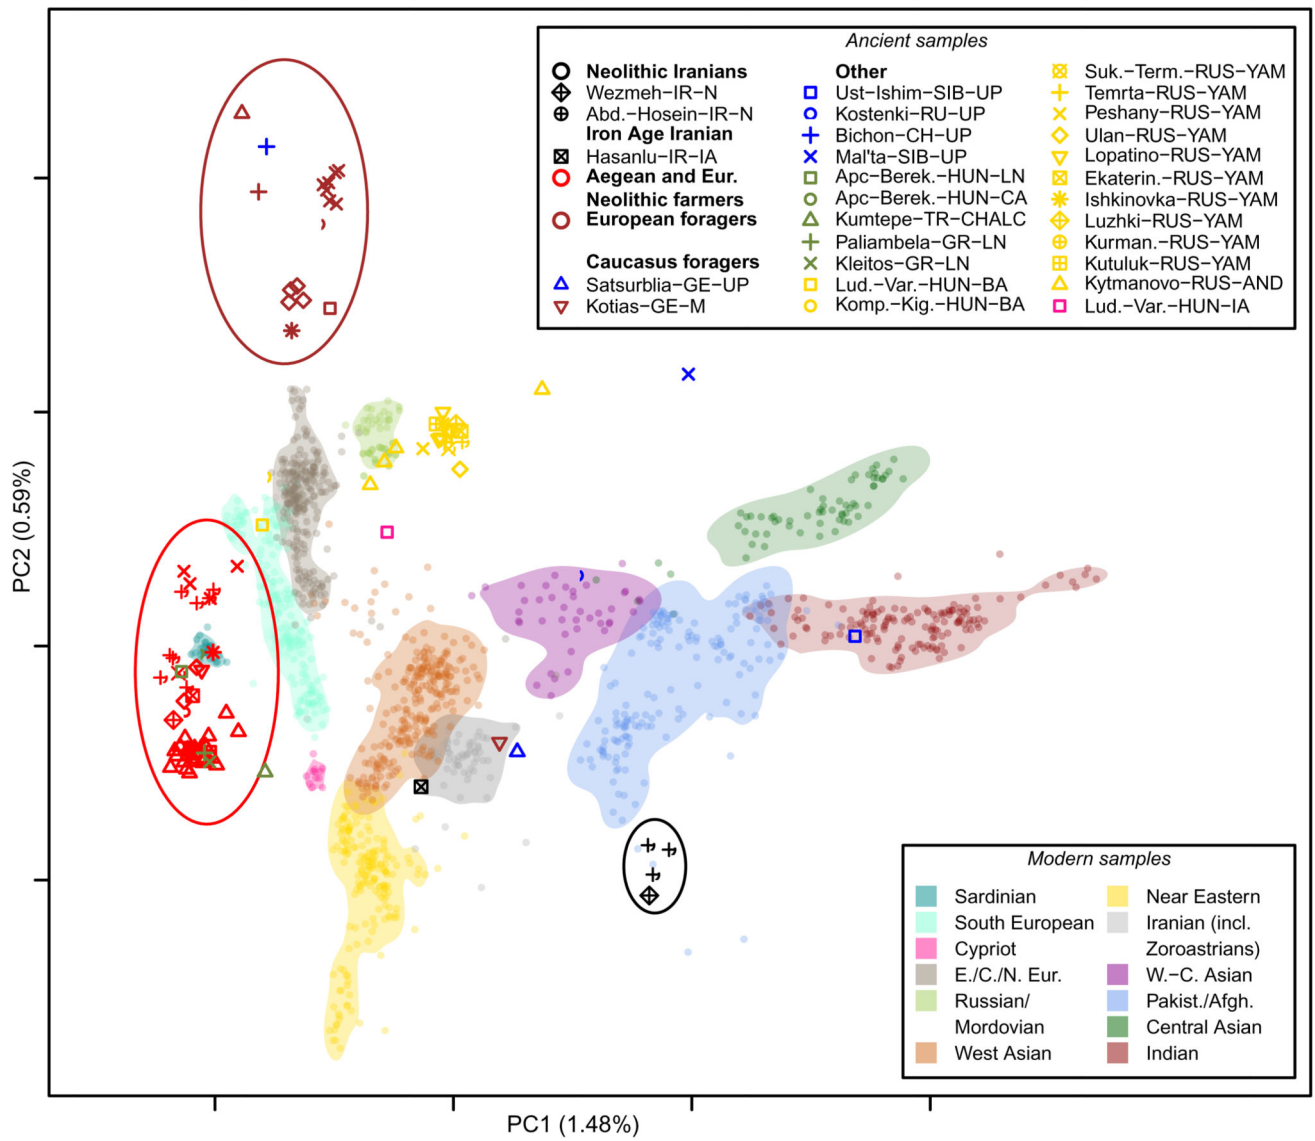 Ancient samples
Neolithic Iranians
Wezmeh−IR−N
Abd.−Hosein−IR−N
Iron Age Iranian
Hasanlu−IR−IA
Aegean and Eur.
Neolithic farmers
European foragers
Caucasus foragers
Satsurblia−GE−UP
Kotias−GE−M
Other
Ust−Ishim−SIB−UP
Kostenki−RU−UP
Bichon−CH−UP
Mal'ta−SIB−UP
Apc−Berek.−HUN−LN
Apc−Berek.−HUN−CA
Kumtepe−TR−CHALC
Paliambela−GR−LN
Kleitos−GR−LN
Lud.−Var.−HUN−BA
Komp.−Kig.−HUN−BA
Suk.−Term.−RUS−YAM
Temrta−RUS−YAM
Peshany−RUS−YAM
Ulan−RUS−YAM
Lopatino−RUS−YAM
Ekaterin.−RUS−YAM
Ishkinovka−RUS−YAM
Luzhki−RUS−YAM
Kurman.−RUS−YAM
Kutuluk−RUS−YAM
Kytmanovo−RUS−AND
Lud.−Var.−HUN−IA
PC2 (0.59%)
Modern samples
Sardinian
South European
Cypriot
E./C./N. Eur.
Russian/
Mordovian
West Asian
Near Eastern
Iranian (incl.
Zoroastrians)
W.−C. Asian
Pakist./Afgh.
Central Asian
Indian
PC1 (1.48%)